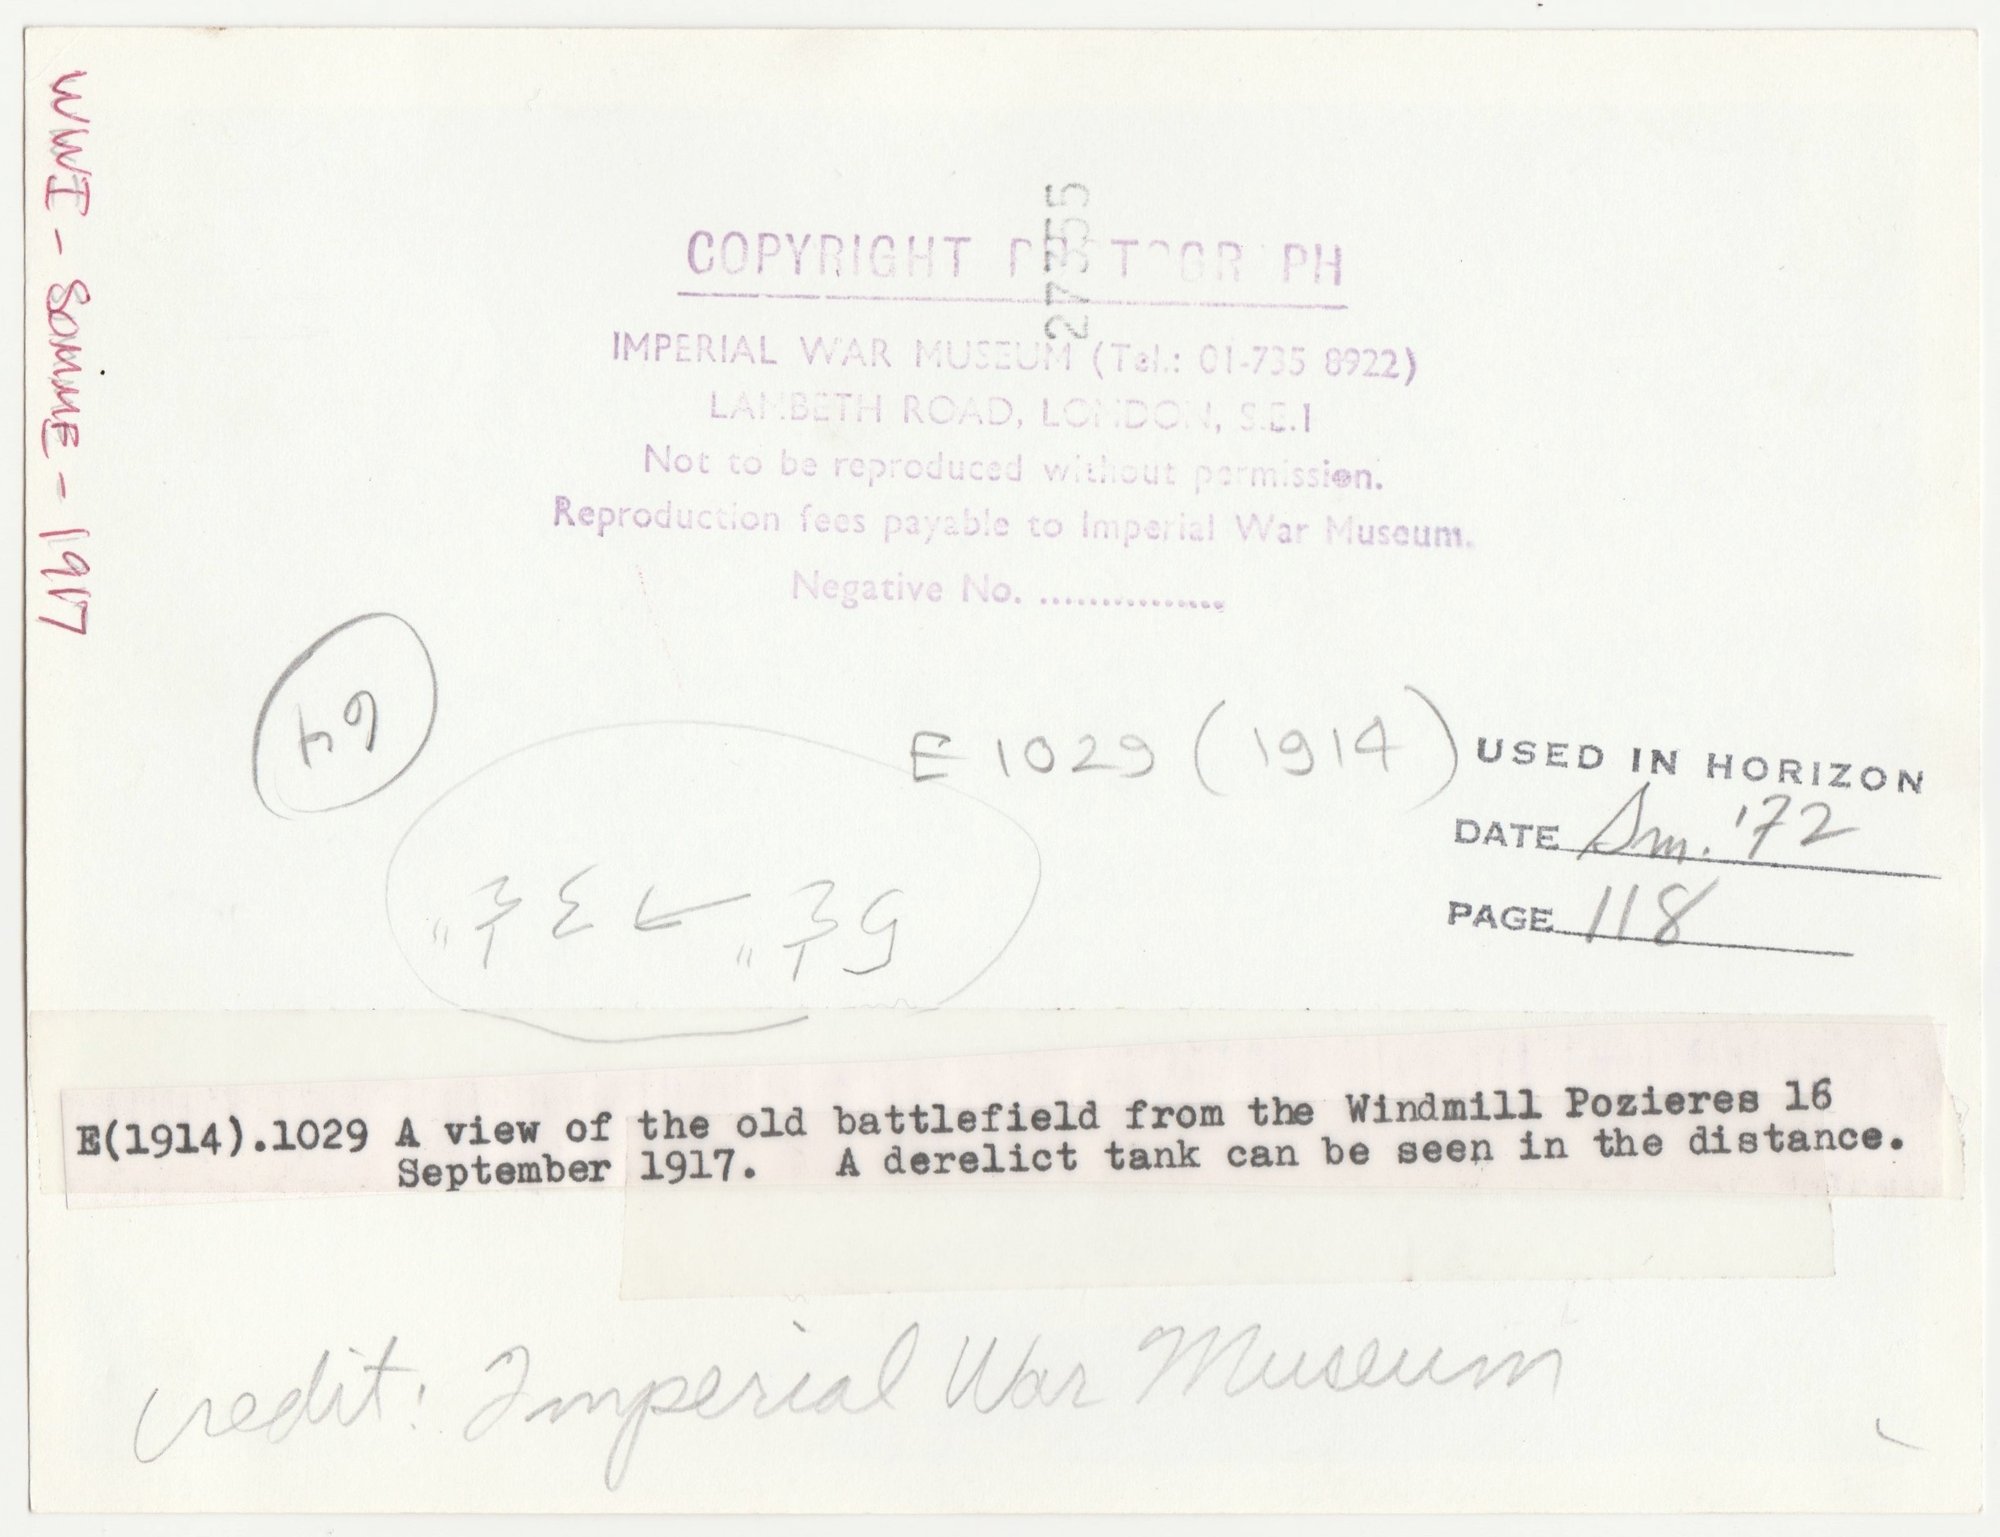 WWI - SOMME - 1917
27355
COPYRIGHT PHOTOGRAPH
IMPERIAL WAR MUSEUM (Tel.: 01-735 8922)
LAMBETH ROAD, LONDON, S.E.1
Not to be reproduced without permission.
Reproduction fees payable to Imperial War Museum.
Negative No. ................
64
E 1029 (1914)
USED IN HORIZON
DATE Sm. '72
PAGE 118
E(1914).1029 A view of the old battlefield from the Windmill Pozieres 16
September 1917. A derelict tank can be seen in the distance.
credit: Imperial War Museum